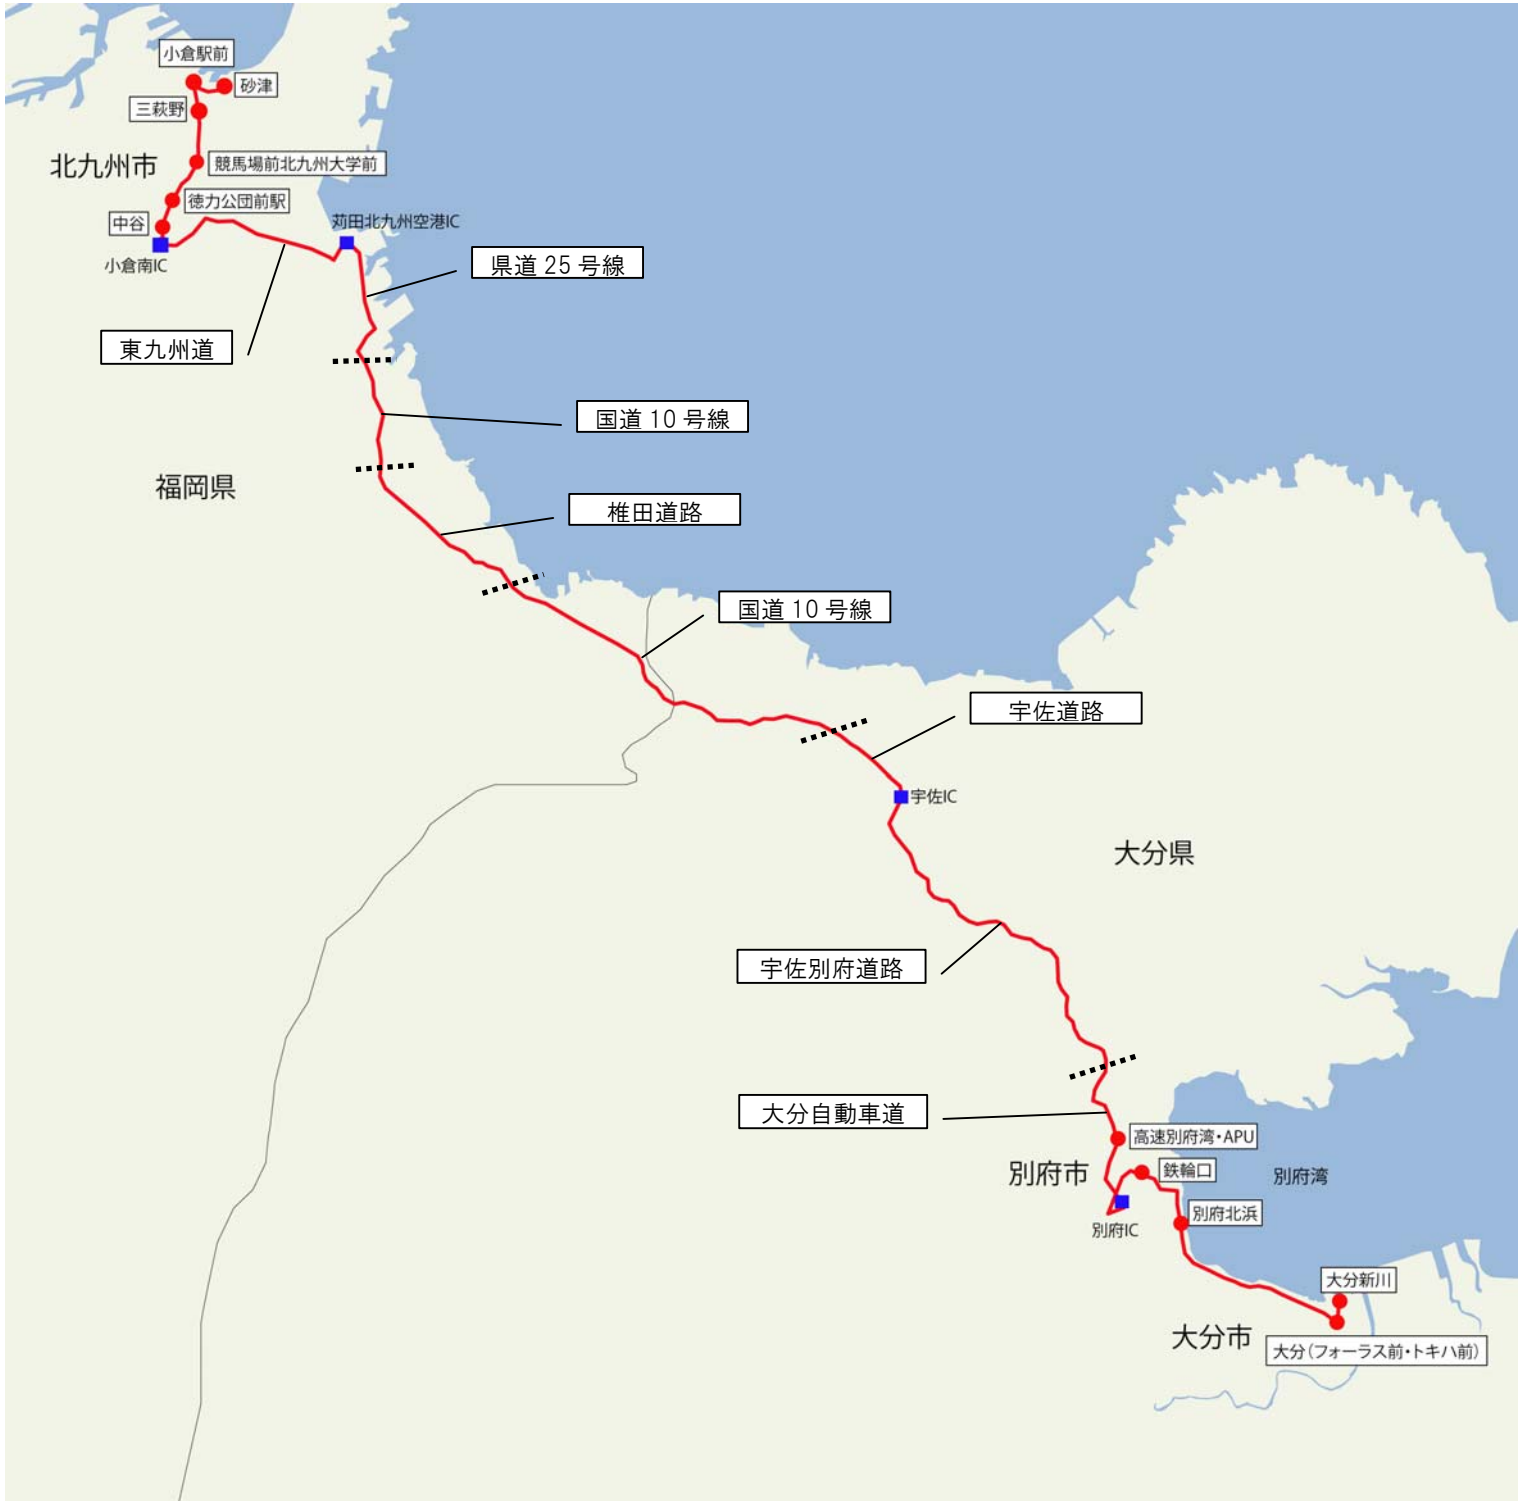 小倉駅前
砂津
三萩野
北九州市
競馬場前北九州大学前
徳力公団前駅
中谷
苅田北九州空港IC
小倉南IC
県道25号線
東九州道
国道10号線
福岡県
椎田道路
国道10号線
宇佐道路
宇佐IC
大分県
宇佐別府道路
大分自動車道
高速別府湾・APU
別府市
鉄輪口
別府湾
別府IC
別府北浜
大分新川
大分市
大分(フォーラス前・トキハ前)